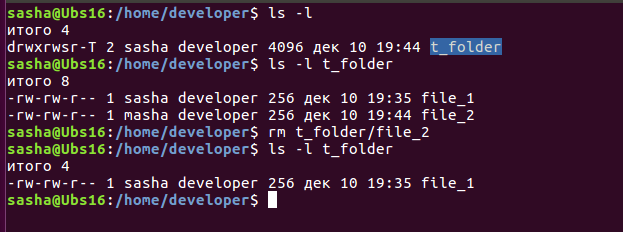 sasha@Ubs16:/home/developer$ ls -l
итого 4
drwxrwsr-T 2 sasha developer 4096 дек 10 19:44 t_folder
sasha@Ubs16:/home/developer$ ls -l t_folder
итого 8
-rw-rw-r-- 1 sasha developer 256 дек 10 19:35 file_1
-rw-rw-r-- 1 masha developer 256 дек 10 19:44 file_2
sasha@Ubs16:/home/developer$ rm t_folder/file_2
sasha@Ubs16:/home/developer$ ls -l t_folder
итого 4
-rw-rw-r-- 1 sasha developer 256 дек 10 19:35 file_1
sasha@Ubs16:/home/developer$